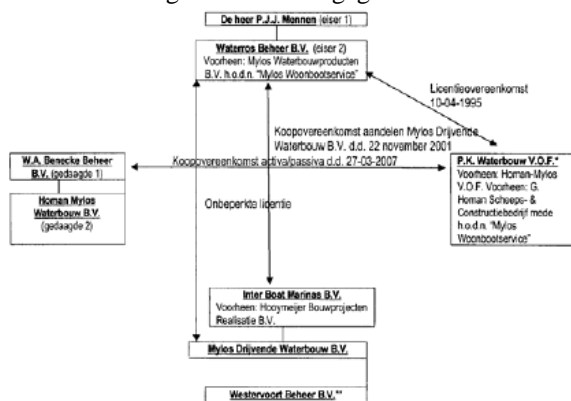 De heer P.J.J. Mennen (eiser 1)
Waterros Beheer B.V. (eiser 2)
Voorheen: Mylos Waterbouwproducten
B.V. h.o.d.n. "Mylos Woonbootservice"
Licentieovereenkomst
10-04-1995
Koopovereenkomst aandelen Mylos Drijvende
Waterbouw B.V. d.d. 22 november 2001
W.A. Benecke Beheer
B.V. (gedaagde 1)
Koopovereenkomst activa/passiva d.d. 27-03-2007
P.K. Waterbouw V.O.F.*
Voorheen: Homan-Mylos
V.O.F. Voorheen: G.
Homan Scheeps- &
Constructiebedrijf mede
h.o.d.n. "Mylos
Woonbootservice"
Homan Mylos
Waterbouw B.V.
(gedaagde 2)
Onbeperkte licentie
Inter Boat Marinas B.V.
Voorheen: Hooymeijer Bouwprojecten
Realisatie B.V.
Mylos Drijvende Waterbouw B.V.
Westervoort Beheer B.V.**